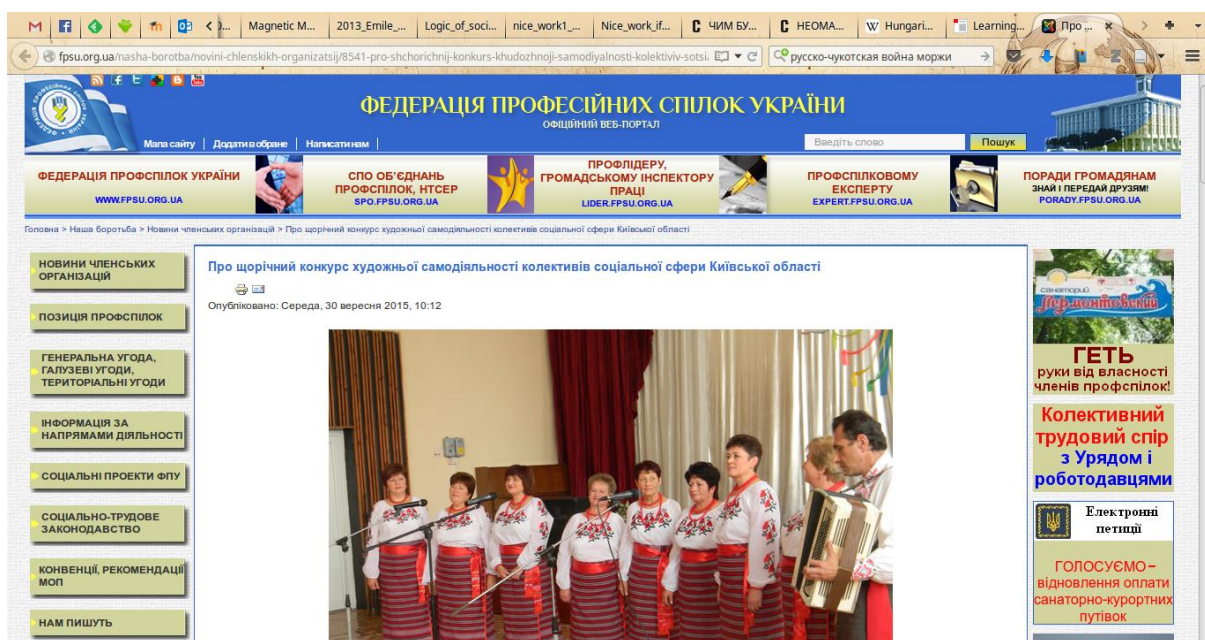 Magnetic M...
2013_Emile_...
Logic_of_soci...
nice_work1_...
Nice_work_if...
ЧИМ БУ...
НЕОМА...
Hungari...
Learning...
Про ...
fpsu.org.ua/nasha-borotba/novini-chlenskikh-organizatsij/8541-pro-shchorichnij-konkurs-khudozhnoji-samodiyalnosti-kolektiviv-sotsi
русско-чукотская война моржи
ФЕДЕРАЦІЯ ПРОФЕСІЙНИХ СПІЛОК УКРАЇНИ
ОФІЦІЙНИЙ ВЕБ-ПОРТАЛ
Мапа сайту | Додати в обране | Написати нам |
Введіть слово
Пошук
ФЕДЕРАЦІЯ ПРОФСПІЛОК УКРАЇНИ
WWW.FPSU.ORG.UA
СПО ОБ'ЄДНАНЬ
ПРОФСПІЛОК, НТСЕР
SPO.FPSU.ORG.UA
ПРОФЛІДЕРУ,
ГРОМАДСЬКОМУ ІНСПЕКТОРУ
ПРАЦІ
LIDER.FPSU.ORG.UA
ПРОФСПІЛКОВОМУ
ЕКСПЕРТУ
EXPERT.FPSU.ORG.UA
ПОРАДИ ГРОМАДЯНАМ
ЗНАЙ І ПЕРЕДАЙ ДРУЗЯМ!
PORADY.FPSU.ORG.UA
Головна > Наша боротьба > Новини членських організацій > Про щорічний конкурс художньої самодіяльності колективів соціальної сфери Київської області
НОВИНИ ЧЛЕНСЬКИХ
ОРГАНІЗАЦІЙ
ПОЗИЦІЯ ПРОФСПІЛОК
ГЕНЕРАЛЬНА УГОДА,
ГАЛУЗЕВІ УГОДИ,
ТЕРИТОРІАЛЬНІ УГОДИ
ІНФОРМАЦІЯ ЗА
НАПРЯМАМИ ДІЯЛЬНОСТІ
СОЦІАЛЬНІ ПРОЕКТИ ФПУ
СОЦІАЛЬНО-ТРУДОВЕ
ЗАКОНОДАВСТВО
КОНВЕНЦІЇ, РЕКОМЕНДАЦІЇ
МОП
НАМ ПИШУТЬ
Про щорічний конкурс художньої самодіяльності колективів соціальної сфери Київської області
Опубліковано: Середа, 30 вересня 2015, 10:12
санаторий
Лермонтовский
ГЕТЬ
руки від власності
членів профспілок!
Колективний
трудовий спір
з Урядом і
роботодавцями
Електронні
петиції
ГОЛОСУЄМО –
відновлення оплати
санаторно-курортних
путівок